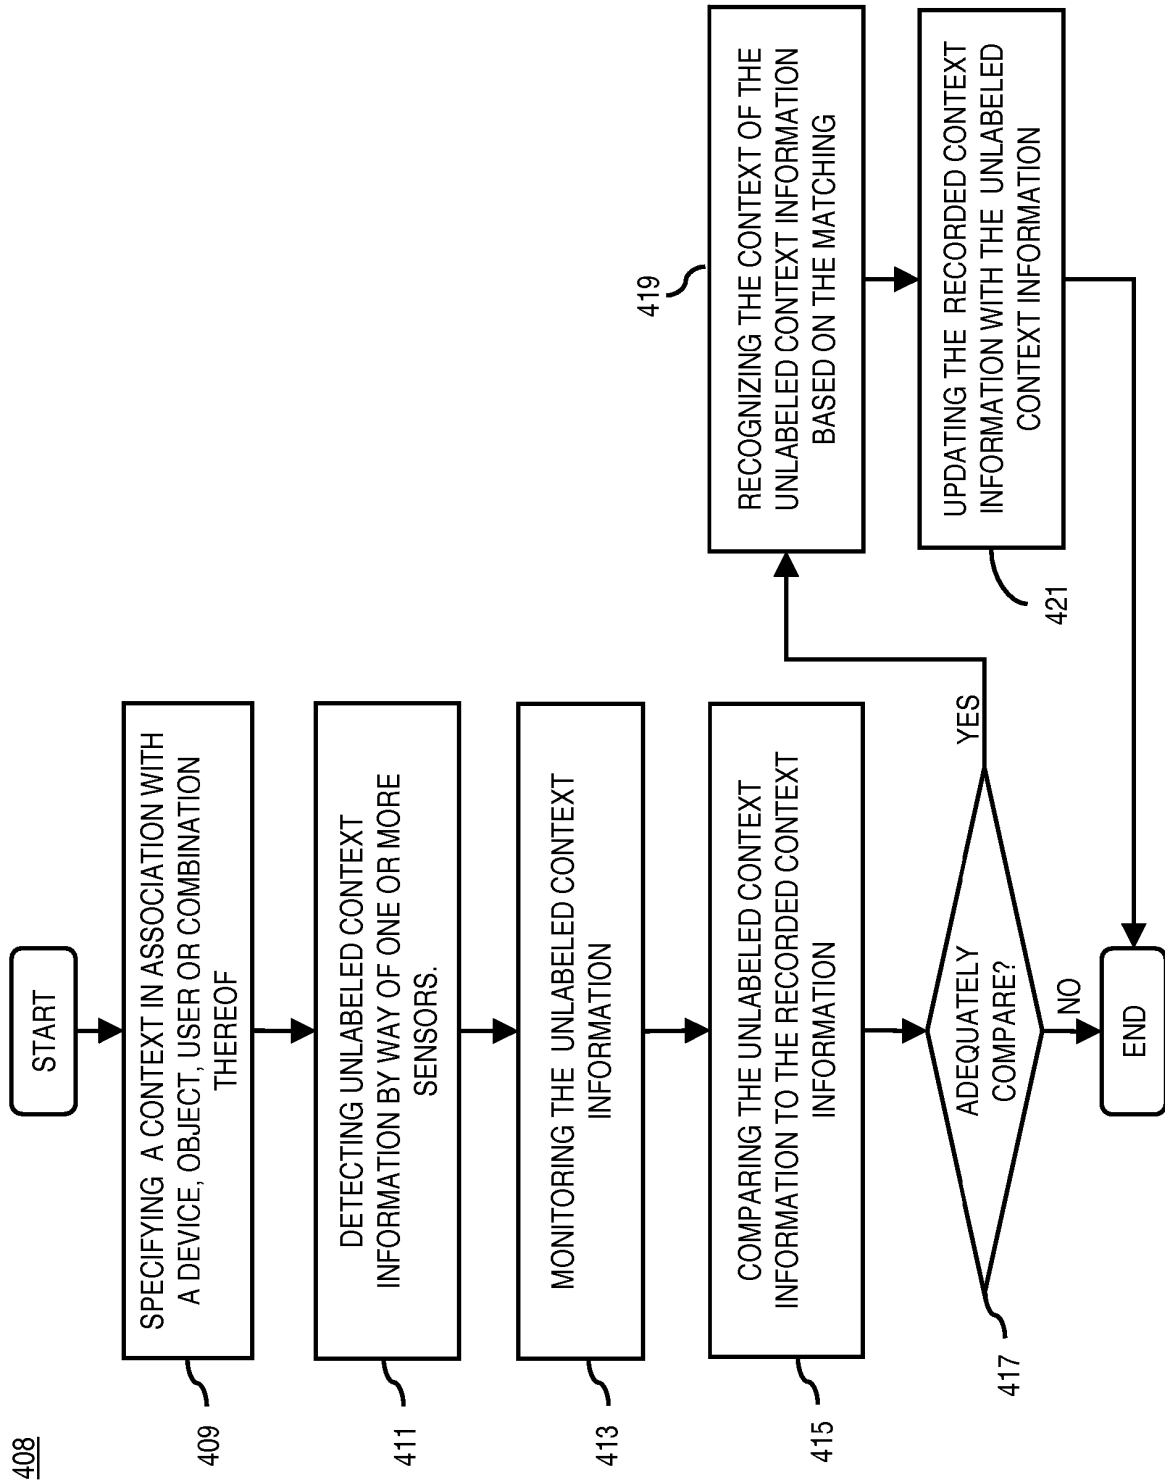 408
START
SPECIFYING A CONTEXT IN ASSOCIATION WITH
A DEVICE, OBJECT, USER OR COMBINATION
THEREOF
409
DETECTING UNLABELED CONTEXT
INFORMATION BY WAY OF ONE OR MORE
SENSORS.
411
MONITORING THE UNLABELED CONTEXT
INFORMATION
413
COMPARING THE UNLABELED CONTEXT
INFORMATION TO THE RECORDED CONTEXT
INFORMATION
415
ADEQUATELY
COMPARE?
417
YES
NO
419
RECOGNIZING THE CONTEXT OF THE
UNLABELED CONTEXT INFORMATION
BASED ON THE MATCHING
UPDATING THE RECORDED CONTEXT
INFORMATION WITH THE UNLABELED
CONTEXT INFORMATION
421
END